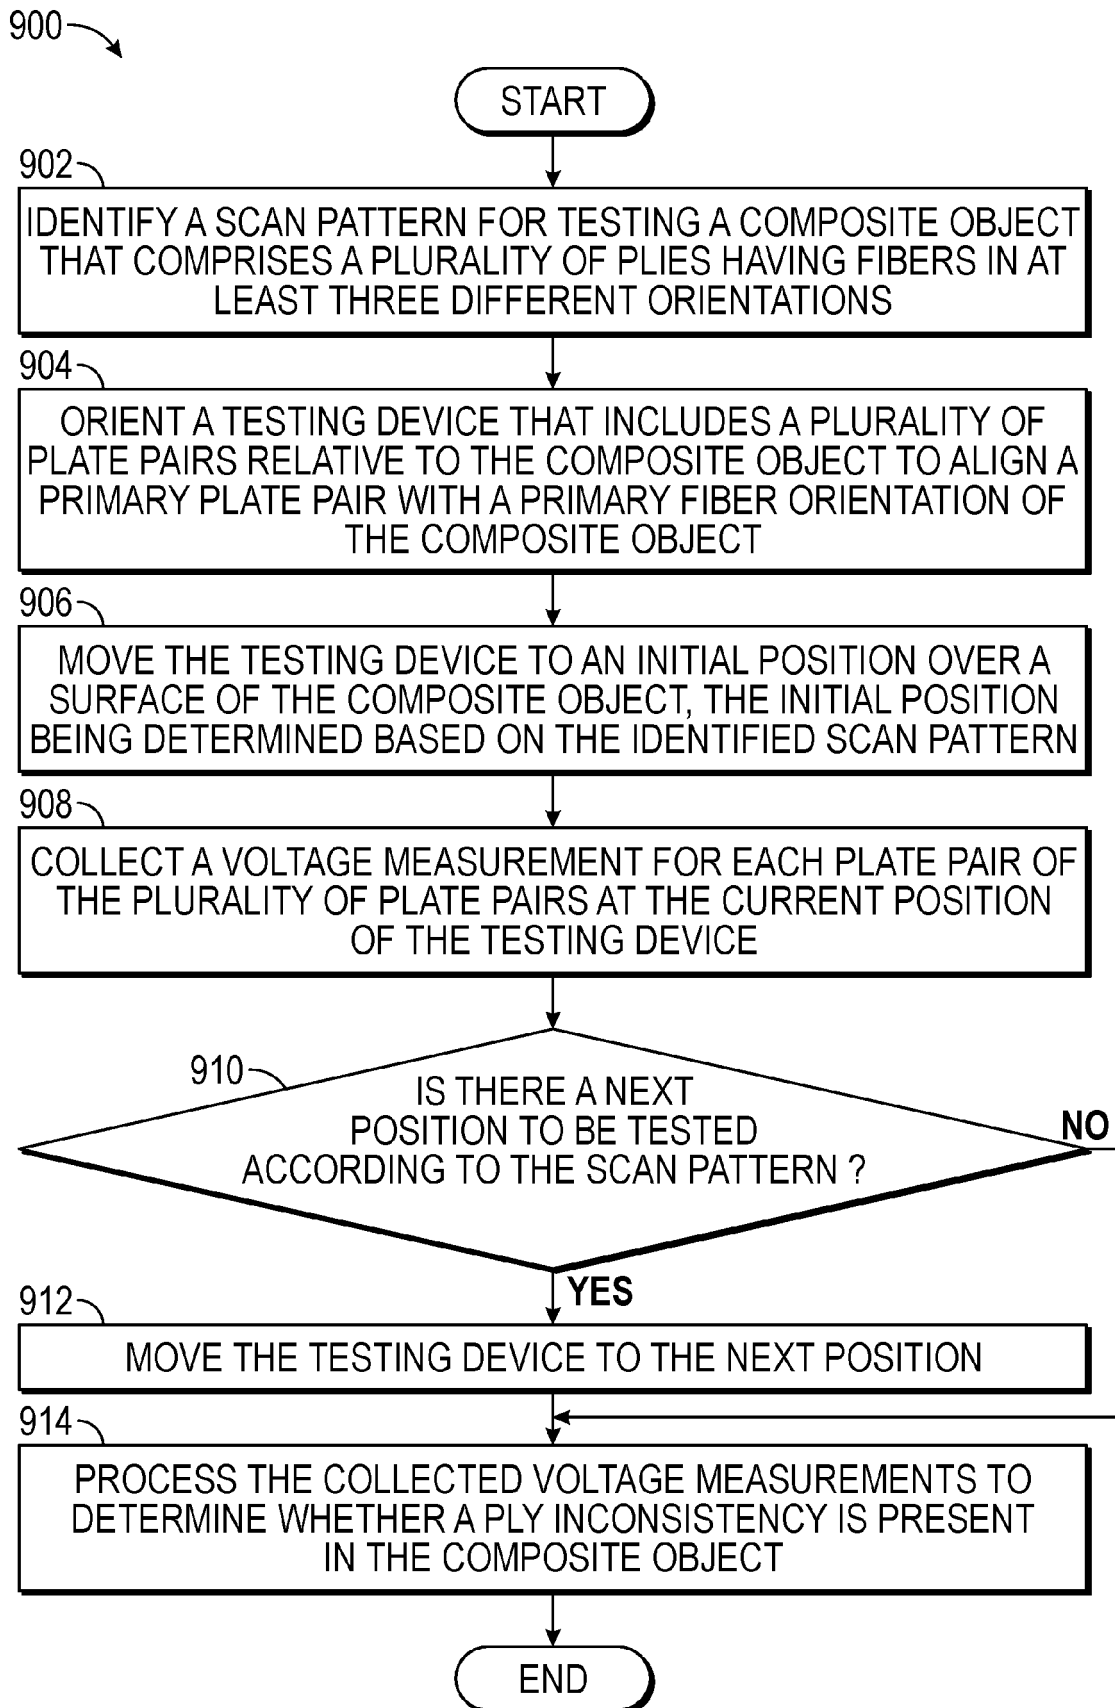 900
START
902
IDENTIFY A SCAN PATTERN FOR TESTING A COMPOSITE OBJECT
THAT COMPRISES A PLURALITY OF PLIES HAVING FIBERS IN AT
LEAST THREE DIFFERENT ORIENTATIONS
904
ORIENT A TESTING DEVICE THAT INCLUDES A PLURALITY OF
PLATE PAIRS RELATIVE TO THE COMPOSITE OBJECT TO ALIGN A
PRIMARY PLATE PAIR WITH A PRIMARY FIBER ORIENTATION OF
THE COMPOSITE OBJECT
906
MOVE THE TESTING DEVICE TO AN INITIAL POSITION OVER A
SURFACE OF THE COMPOSITE OBJECT, THE INITIAL POSITION
BEING DETERMINED BASED ON THE IDENTIFIED SCAN PATTERN
908
COLLECT A VOLTAGE MEASUREMENT FOR EACH PLATE PAIR OF
THE PLURALITY OF PLATE PAIRS AT THE CURRENT POSITION
OF THE TESTING DEVICE
910
IS THERE A NEXT
POSITION TO BE TESTED
ACCORDING TO THE SCAN PATTERN ?
NO
YES
912
MOVE THE TESTING DEVICE TO THE NEXT POSITION
914
PROCESS THE COLLECTED VOLTAGE MEASUREMENTS TO
DETERMINE WHETHER A PLY INCONSISTENCY IS PRESENT
IN THE COMPOSITE OBJECT
END